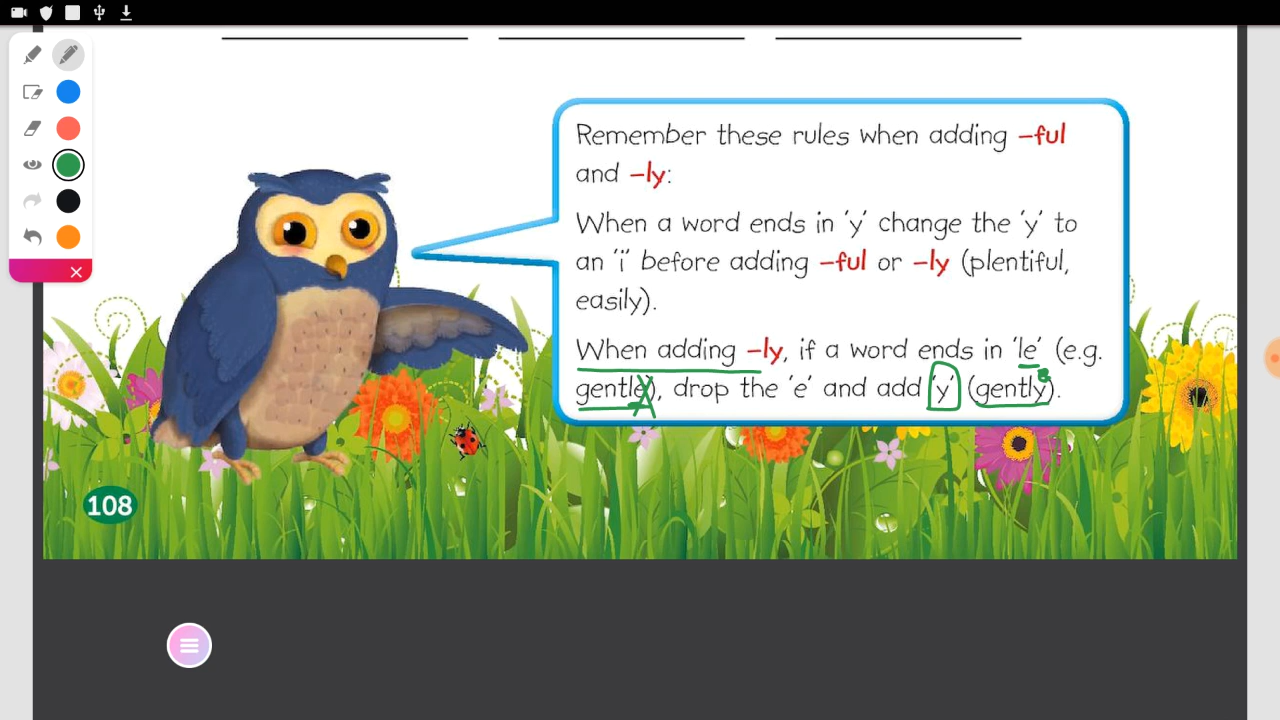 Remember these rules when adding -ful
and -ly:
When a word ends in 'y' change the 'y' to
an 'i' before adding -ful or -ly (plentiful,
easily).
When adding -ly, if a word ends in 'le' (e.g.
gentle), drop the 'e' and add 'y' (gently).
108